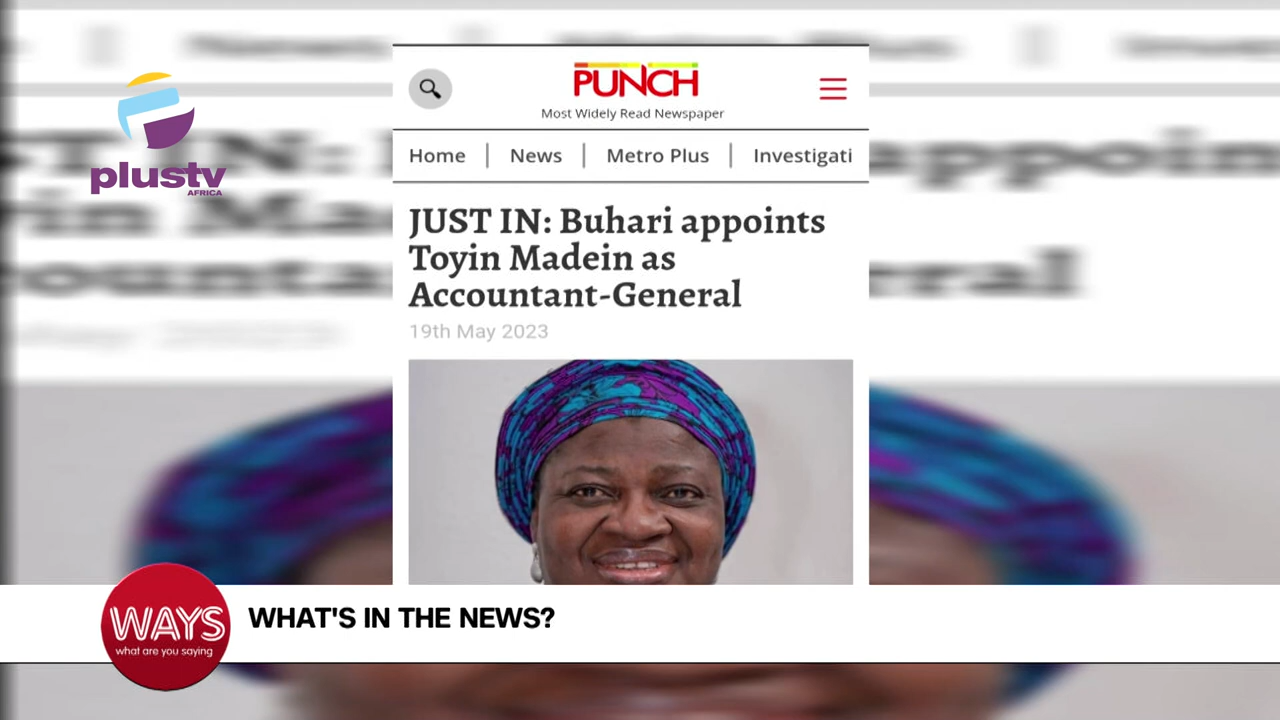 plustv
AFRICA
PUNCH
Most Widely Read Newspaper
Home | News | Metro Plus | Investigati
JUST IN: Buhari appoints
Toyin Madein as
Accountant-General
19th May 2023
WAYS
what are you saying
WHAT'S IN THE NEWS?